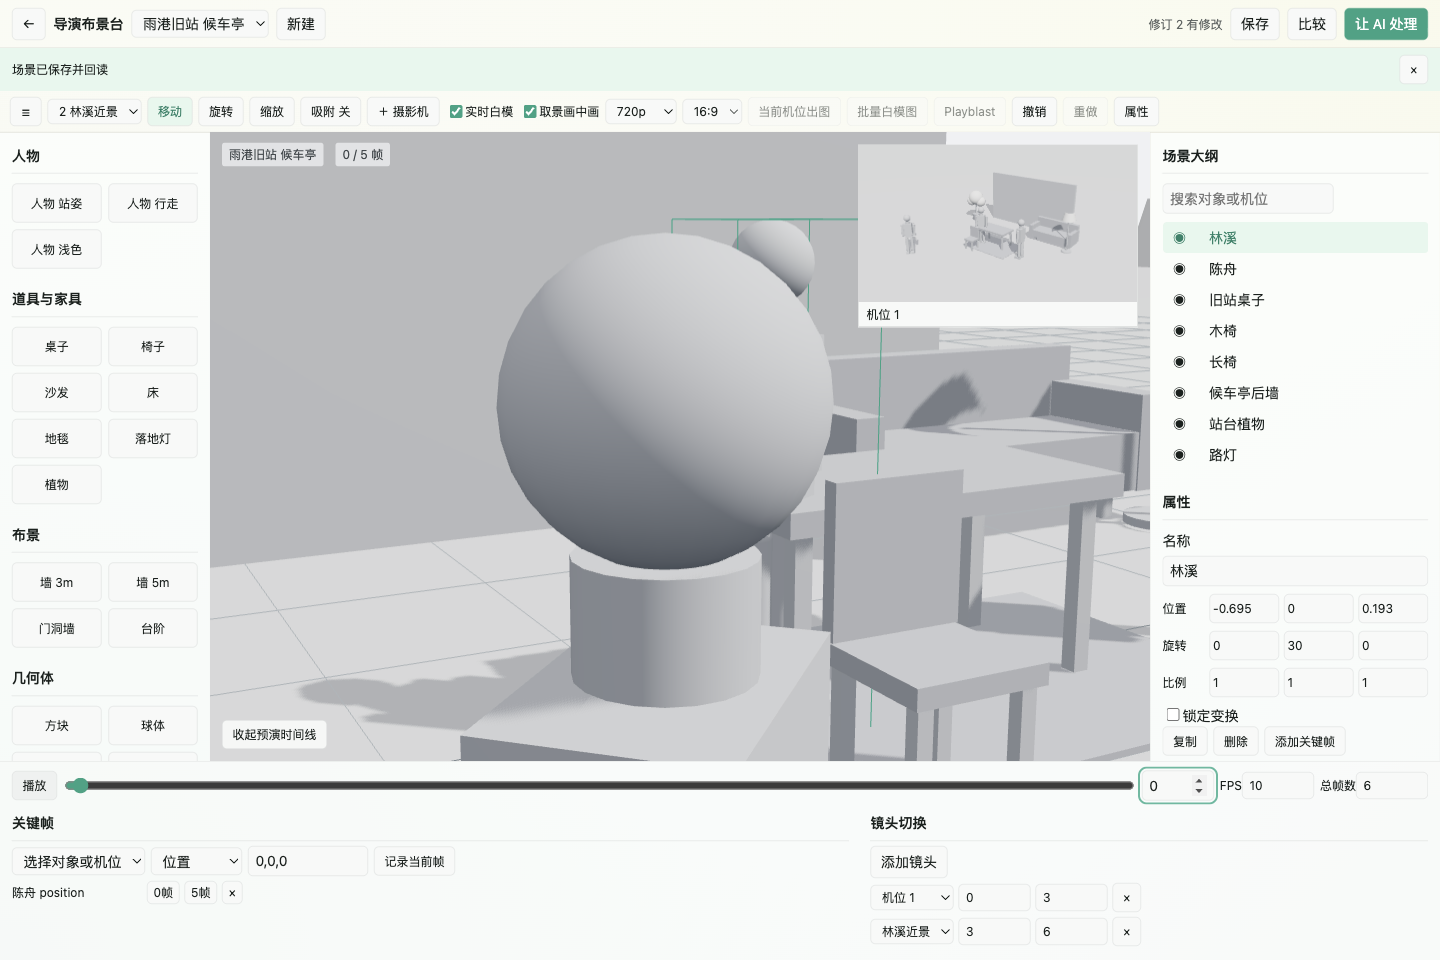 ← 导演布景台 雨港旧站 候车亭 新建 修订 2 有修改 保存 比较 让 AI 处理
场景已保存并回读 ×
≡ 2 林溪近景 移动 旋转 缩放 吸附 关 + 摄影机 实时白模 取景画中画 720p 16:9 当前机位出图 批量白模图 Playblast 撤销 重做 属性
人物
人物 站姿 人物 行走
人物 浅色
道具与家具
桌子 椅子
沙发 床
地毯 落地灯
植物
布景
墙 3m 墙 5m
门洞墙 台阶
几何体
方块 球体
雨港旧站 候车亭 0 / 5 帧
机位 1
收起预演时间线
场景大纲
搜索对象或机位
林溪
陈舟
旧站桌子
木椅
长椅
候车亭后墙
站台植物
路灯
属性
名称
林溪
位置 -0.695 0 0.193
旋转 0 30 0
比例 1 1 1
锁定变换
复制 删除 添加关键帧
播放 0 FPS 10 总帧数 6
关键帧
选择对象或机位 位置 0,0,0 记录当前帧
陈舟 position 0帧 5帧 ×
镜头切换
添加镜头
机位 1 0 3 ×
林溪近景 3 6 ×